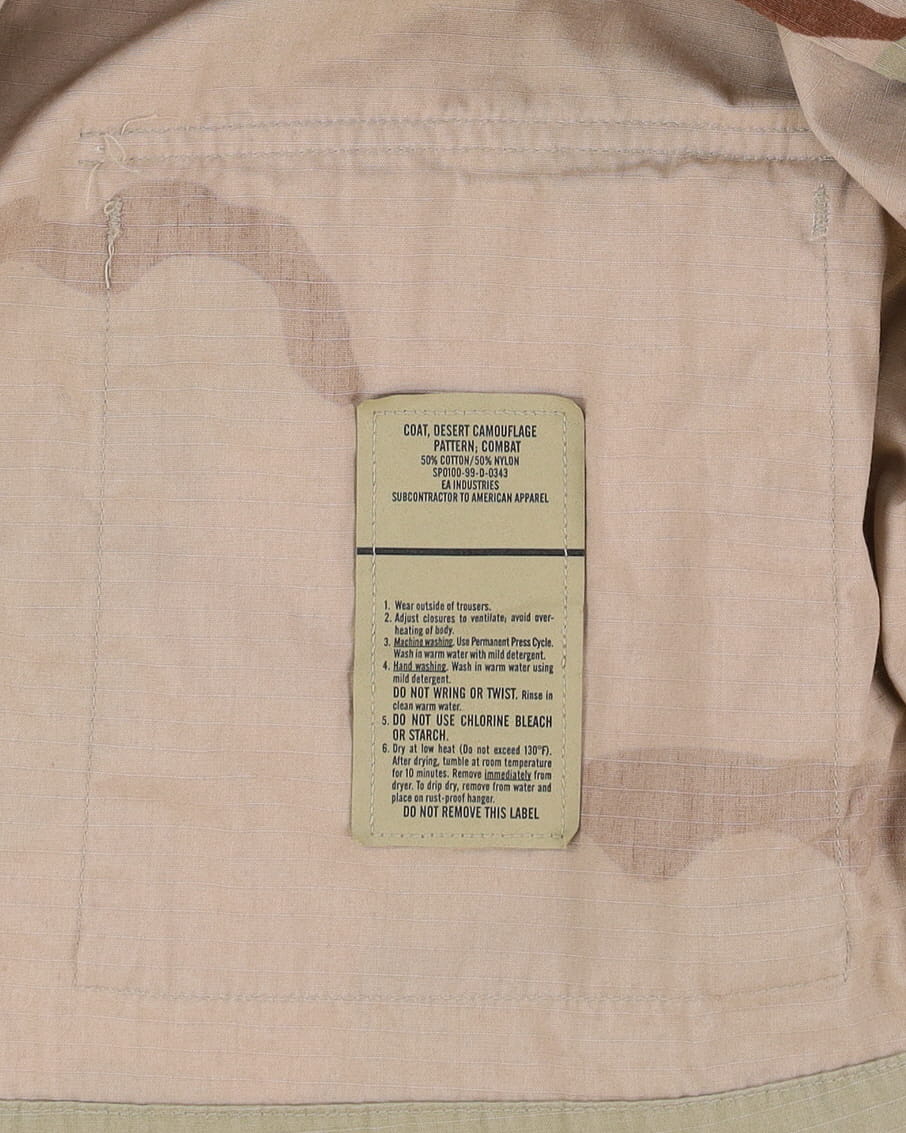 COAT, DESERT CAMOUFLAGE
PATTERN; COMBAT
50% COTTON/50% NYLON
SP0100-99-D-0343
EA INDUSTRIES
SUBCONTRACTOR TO AMERICAN APPAREL
1. Wear outside of trousers.
2. Adjust closures to ventilate; avoid over-
heating of body.
3. Machine washing. Use Permanent Press Cycle.
Wash in warm water with mild detergent.
4. Hand washing. Wash in warm water using
mild detergent.
DO NOT WRING OR TWIST. Rinse in
clean warm water.
5. DO NOT USE CHLORINE BLEACH
OR STARCH.
6. Dry at low heat (Do not exceed 130°F).
After drying, tumble at room temperature
for 10 minutes. Remove immediately from
dryer. To drip dry, remove from water and
place on rust-proof hanger.
DO NOT REMOVE THIS LABEL